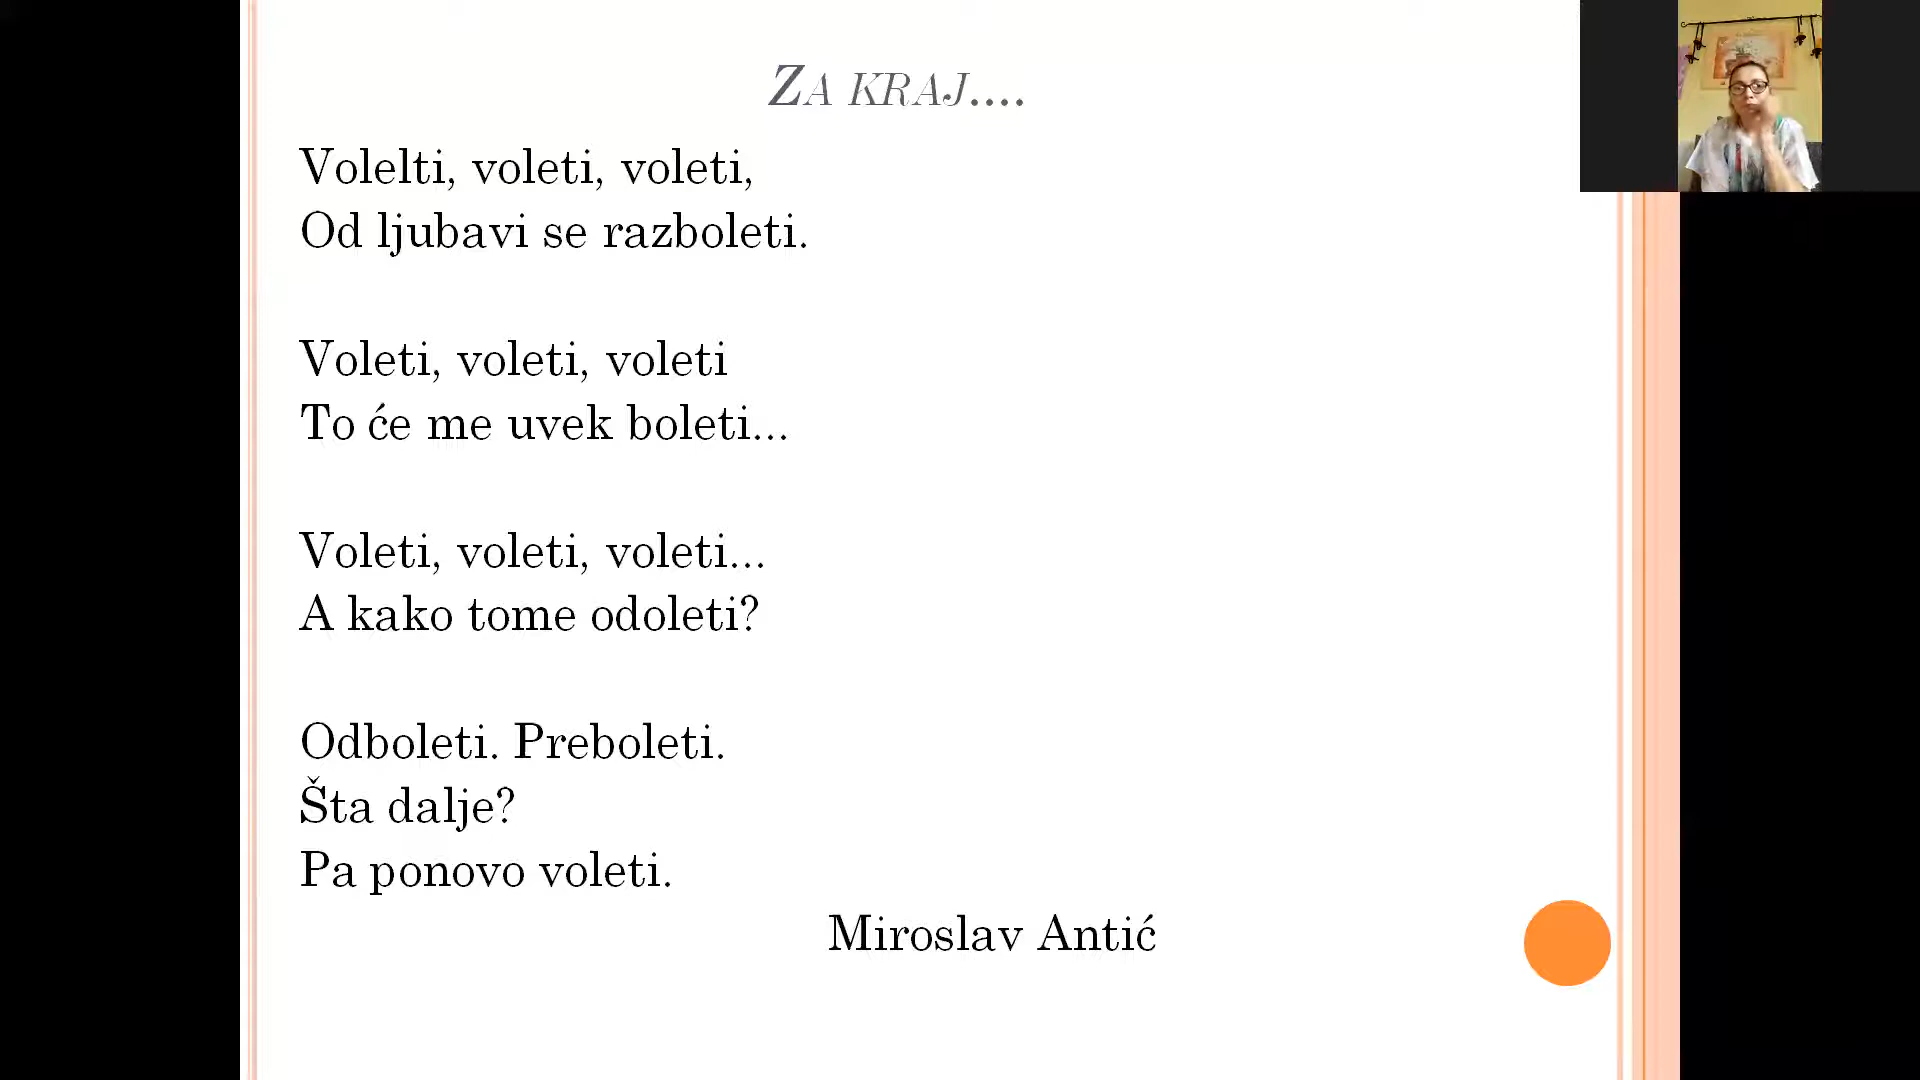 Za kraj....
Volelti, voleti, voleti,
Od ljubavi se razboleti.
Voleti, voleti, voleti
To će me uvek boleti...
Voleti, voleti, voleti...
A kako tome odoleti?
Odboleti. Preboleti.
Šta dalje?
Pa ponovo voleti.
Miroslav Antić